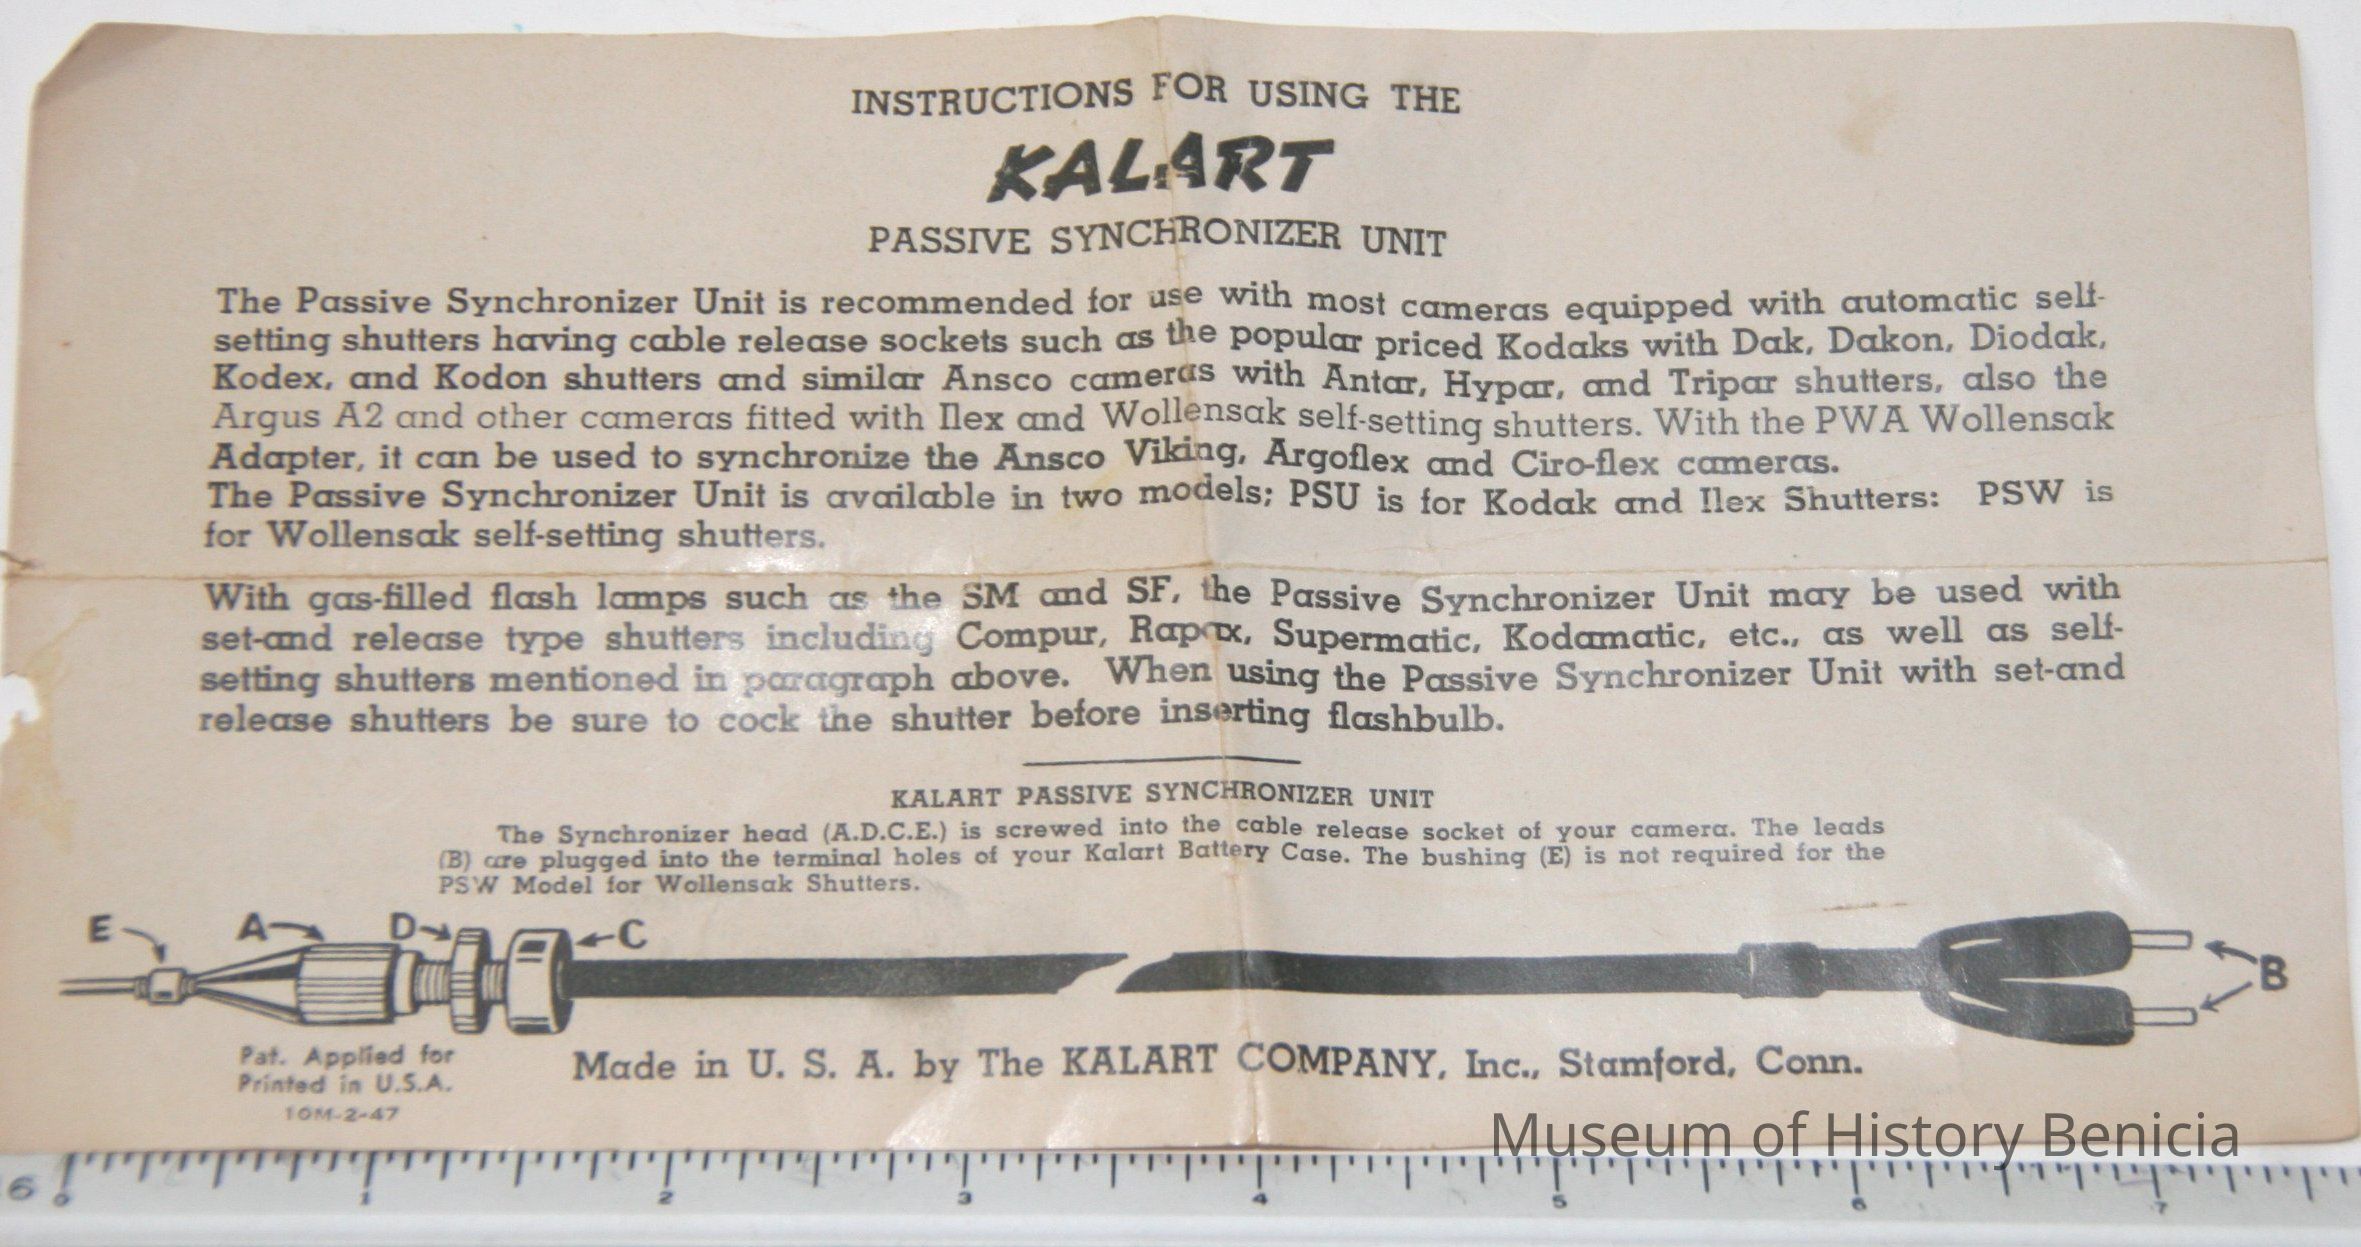 INSTRUCTIONS FOR USING THE
KALART
PASSIVE SYNCHRONIZER UNIT
The Passive Synchronizer Unit is recommended for use with most cameras equipped with automatic self-
setting shutters having cable release sockets such as the popular priced Kodaks with Dak, Dakon, Diodak,
Kodex, and Kodon shutters and similar Ansco cameras with Antar, Hypar, and Tripar shutters, also the
Argus A2 and other cameras fitted with Ilex and Wollensak self-setting shutters. With the PWA Wollensak
Adapter, it can be used to synchronize the Ansco Viking, Argoflex and Ciro-flex cameras.
The Passive Synchronizer Unit is available in two models; PSU is for Kodak and Ilex Shutters: PSW is
for Wollensak self-setting shutters.
With gas-filled flash lamps such as the SM and SF, the Passive Synchronizer Unit may be used with
set-and release type shutters including Compur, Rapax, Supermatic, Kodamatic, etc., as well as self-
setting shutters mentioned in paragraph above. When using the Passive Synchronizer Unit with set-and
release shutters be sure to cock the shutter before inserting flashbulb.
KALART PASSIVE SYNCHRONIZER UNIT
The Synchronizer head (A.D.C.E.) is screwed into the cable release socket of your camera. The leads
(B) are plugged into the terminal holes of your Kalart Battery Case. The bushing (E) is not required for the
PSW Model for Wollensak Shutters.
E A D C B
Pat. Applied for
Printed in U.S.A.
10M-2-47
Made in U. S. A. by The KALART COMPANY, Inc., Stamford, Conn.
Museum of History Benicia
6 0 1 2 3 4 5 6 7